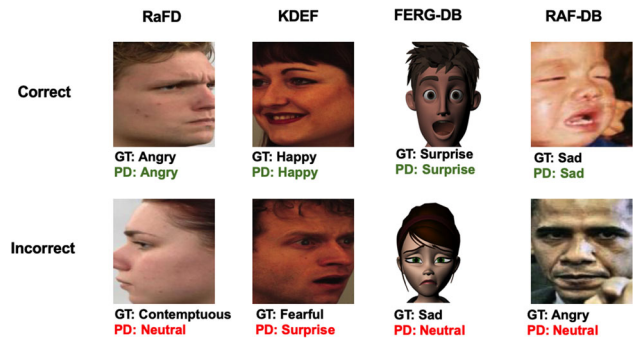 RaFD KDEF FERG-DB RAF-DB
Correct
GT: Angry GT: Happy GT: Surprise GT: Sad
PD: Angry PD: Happy PD: Surprise PD: Sad
Incorrect
GT: Contemptuous GT: Fearful GT: Sad GT: Angry
PD: Neutral PD: Surprise PD: Neutral PD: Neutral